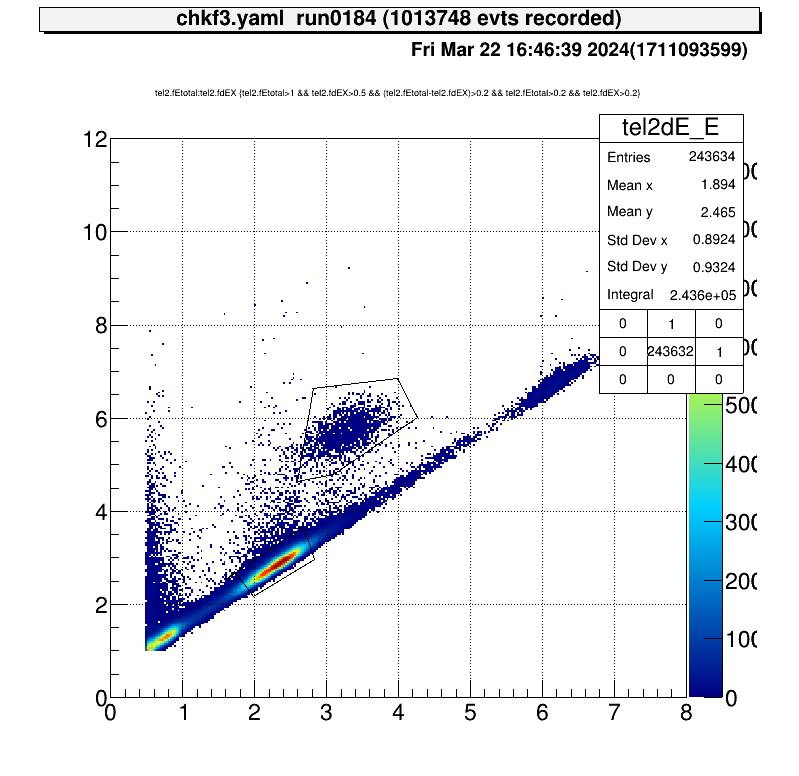 chkf3.yaml run0184 (1013748 evts recorded)
Fri Mar 22 16:46:39 2024(1711093599)
tel2.fEtotal:tel2.fdEX {tel2.fEtotal>1 && tel2.fdEX>0.5 && (tel2.fEtotal-tel2.fdEX)>0.2 && tel2.fEtotal>0.2 && tel2.fdEX>0.2}
tel2dE_E
Entries 243634
Mean x 1.894
Mean y 2.465
Std Dev x 0.8924
Std Dev y 0.9324
Integral 2.436e+05
0 1 0
0 243632 1
0 0 0
12
10
8
6
4
2
0
0 1 2 3 4 5 6 7 8
500
400
300
200
100
0